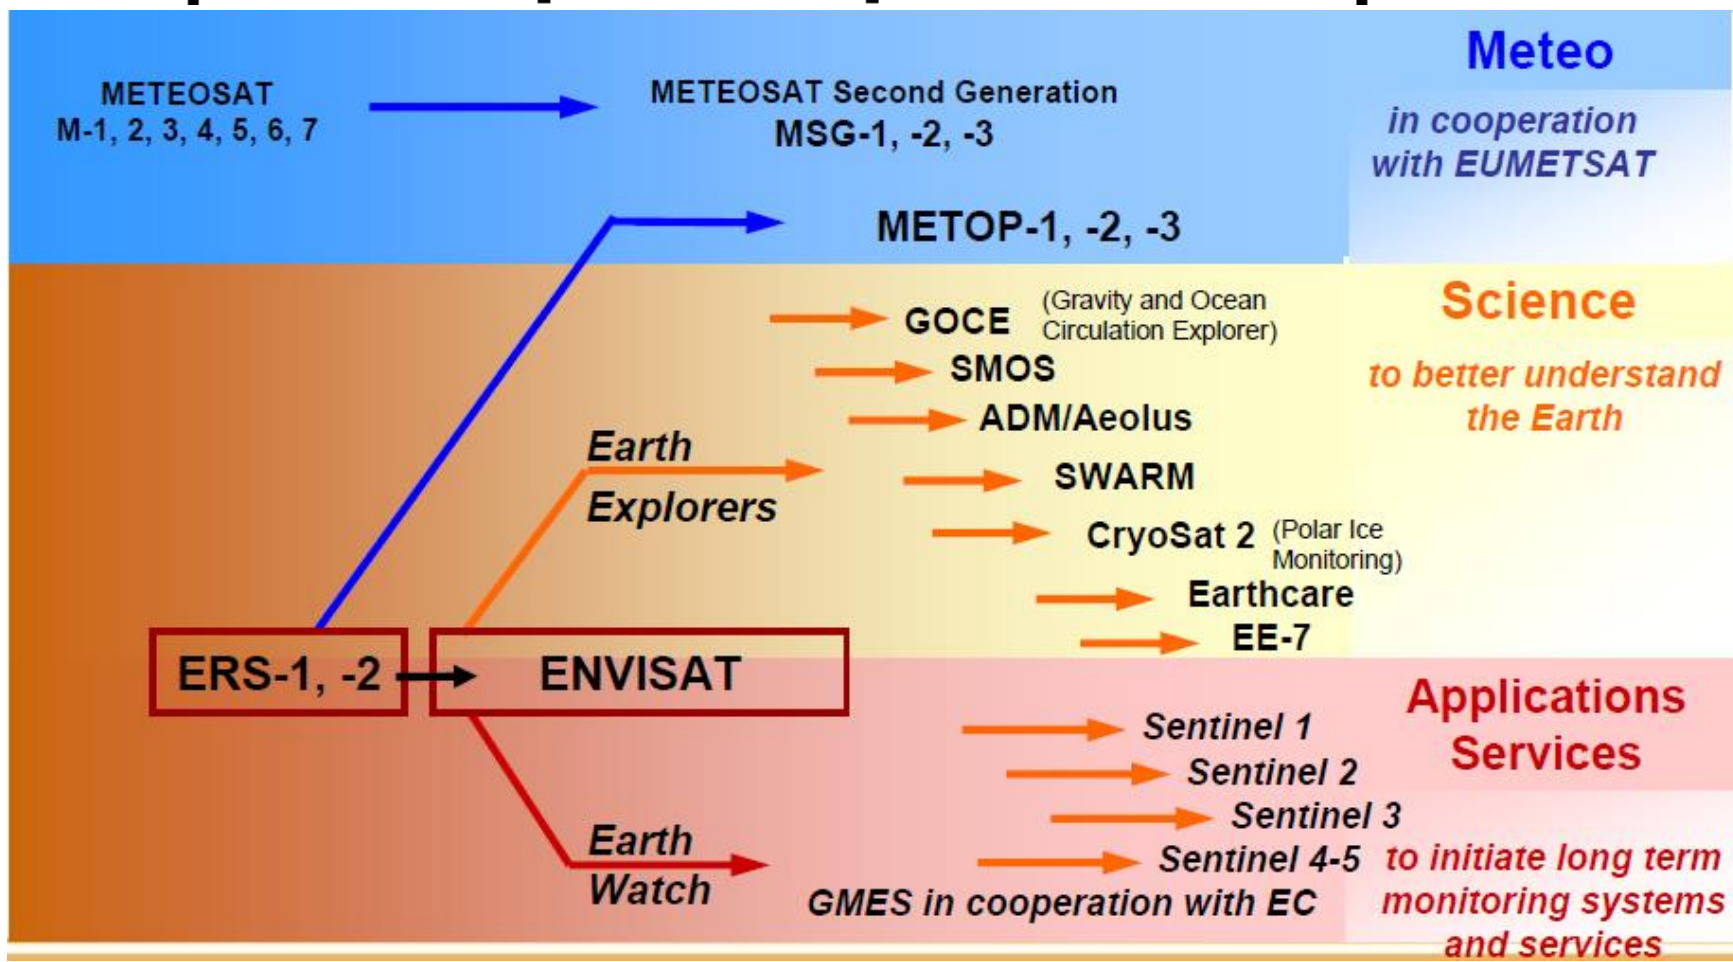 METEOSAT
M-1, 2, 3, 4, 5, 6, 7
METEOSAT Second Generation
MSG-1, -2, -3
METOP-1, -2, -3
Meteo
in cooperation
with EUMETSAT
GOCE
(Gravity and Ocean
Circulation Explorer)
SMOS
ADM/Aeolus
Earth
Explorers
SWARM
CryoSat 2
(Polar Ice
Monitoring)
Earthcare
EE-7
Science
to better understand
the Earth
ERS-1, -2
ENVISAT
Sentinel 1
Sentinel 2
Sentinel 3
Sentinel 4-5
Earth
Watch
GMES in cooperation with EC
Applications
Services
to initiate long term
monitoring systems
and services